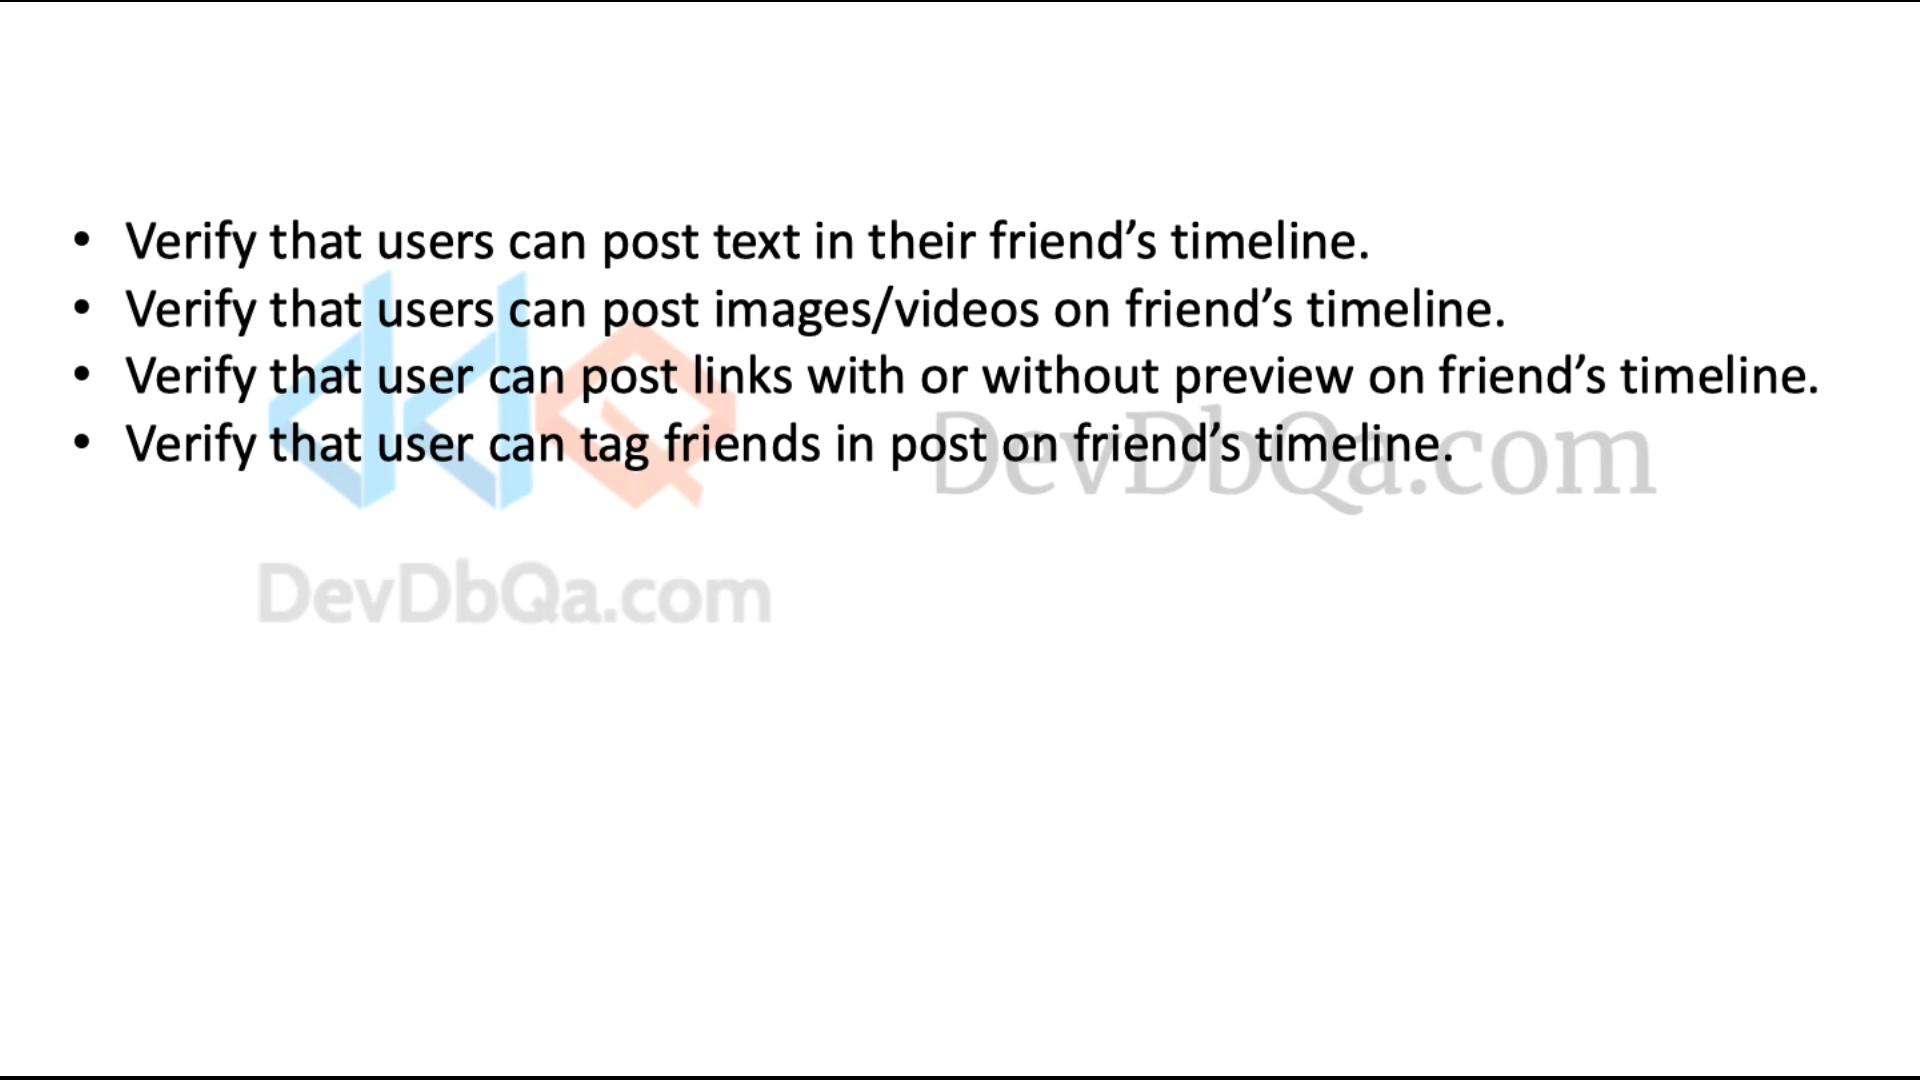 • Verify that users can post text in their friend’s timeline.
• Verify that users can post images/videos on friend’s timeline.
• Verify that user can post links with or without preview on friend’s timeline.
• Verify that user can tag friends in post on friend’s timeline.
DevDbQa.com
DevDbQa.com